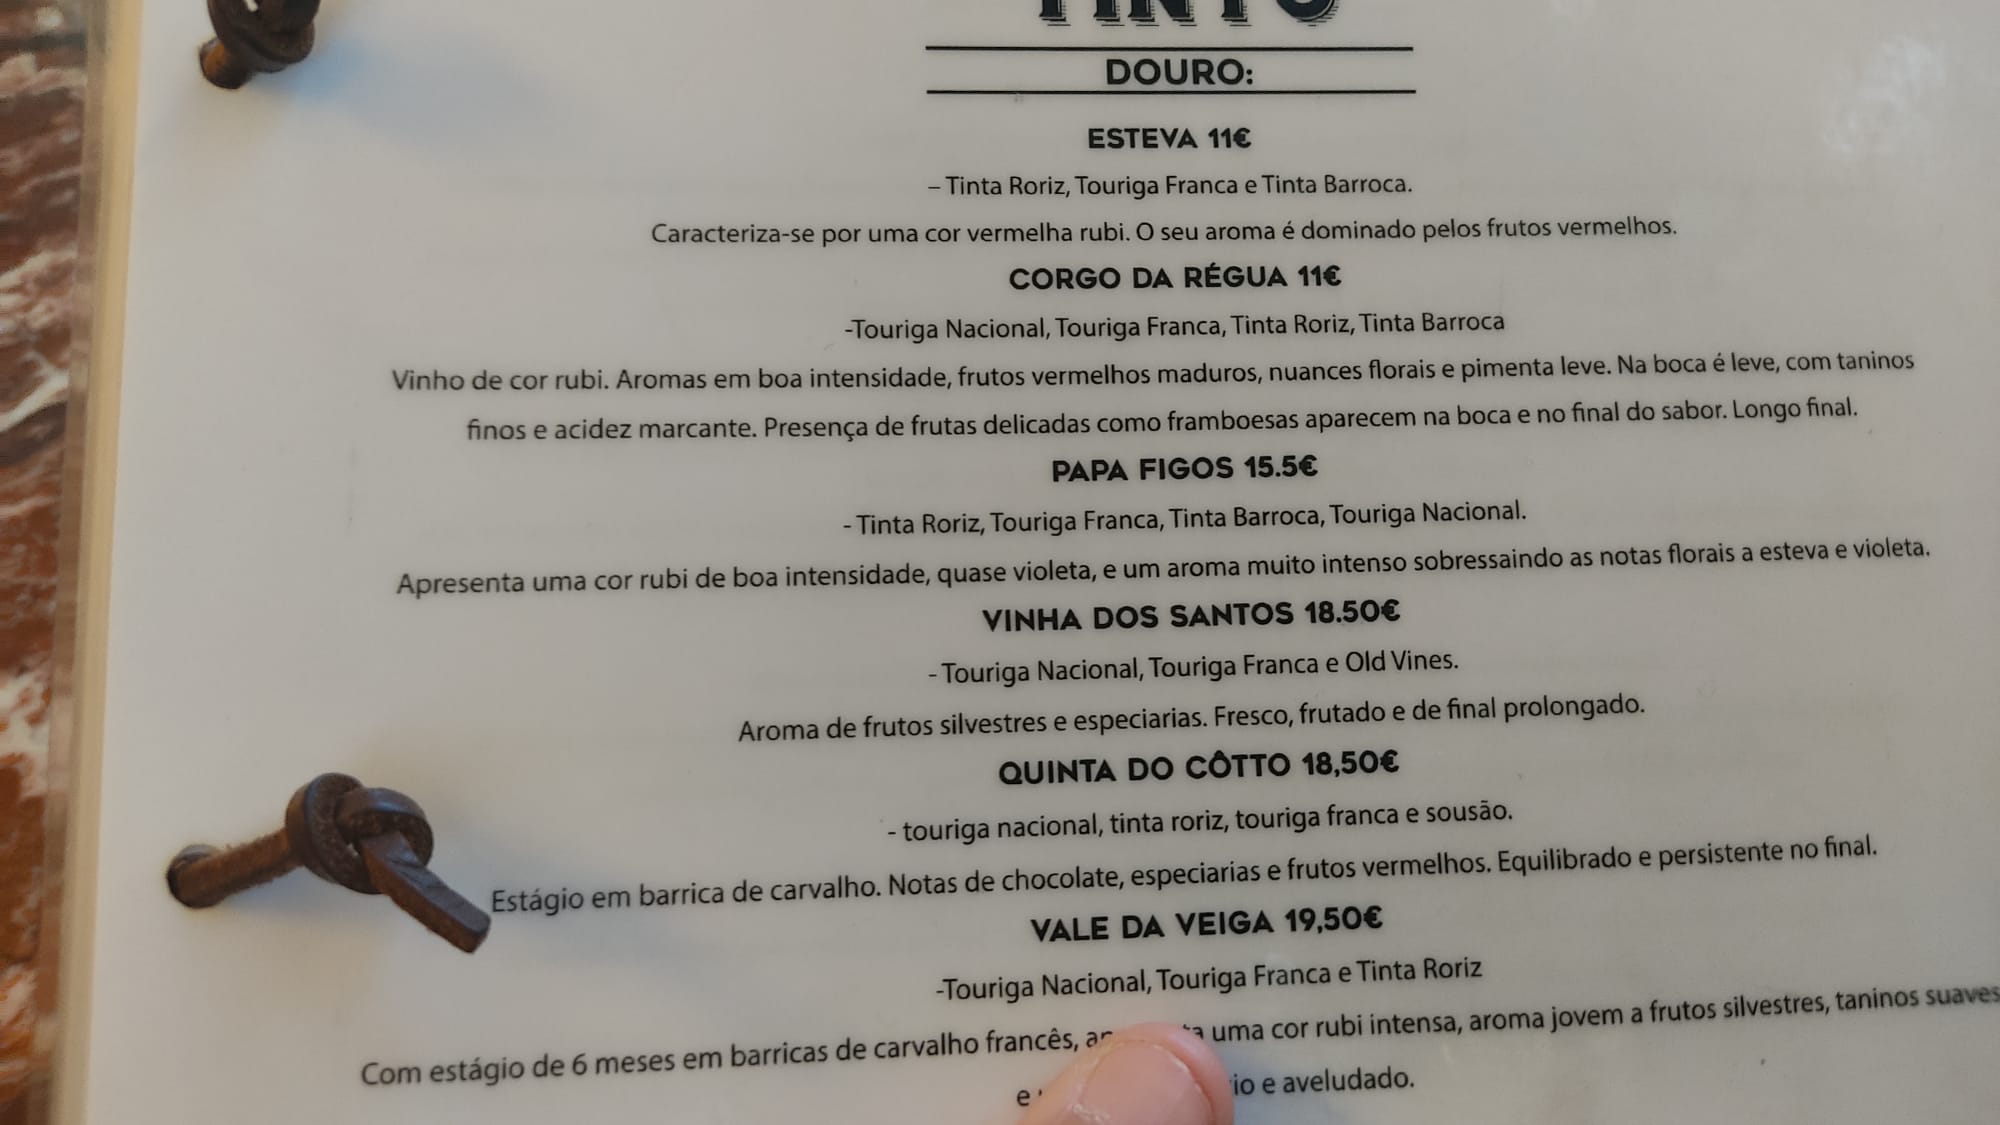 TINTO
DOURO:
ESTEVA 11€
– Tinta Roriz, Touriga Franca e Tinta Barroca.
Caracteriza-se por uma cor vermelha rubi. O seu aroma é dominado pelos frutos vermelhos.
CORGO DA RÉGUA 11€
-Touriga Nacional, Touriga Franca, Tinta Roriz, Tinta Barroca
Vinho de cor rubi. Aromas em boa intensidade, frutos vermelhos maduros, nuances florais e pimenta leve. Na boca é leve, com taninos
finos e acidez marcante. Presença de frutas delicadas como framboesas aparecem na boca e no final do sabor. Longo final.
PAPA FIGOS 15.5€
- Tinta Roriz, Touriga Franca, Tinta Barroca, Touriga Nacional.
Apresenta uma cor rubi de boa intensidade, quase violeta, e um aroma muito intenso sobressaindo as notas florais a esteva e violeta.
VINHA DOS SANTOS 18.50€
- Touriga Nacional, Touriga Franca e Old Vines.
Aroma de frutos silvestres e especiarias. Fresco, frutado e de final prolongado.
QUINTA DO CÔTTO 18,50€
- touriga nacional, tinta roriz, touriga franca e sousão.
Estágio em barrica de carvalho. Notas de chocolate, especiarias e frutos vermelhos. Equilibrado e persistente no final.
VALE DA VEIGA 19,50€
-Touriga Nacional, Touriga Franca e Tinta Roriz
Com estágio de 6 meses em barricas de carvalho francês, uma cor rubi intensa, aroma jovem a frutos silvestres, taninos suaves
e e aveludado.